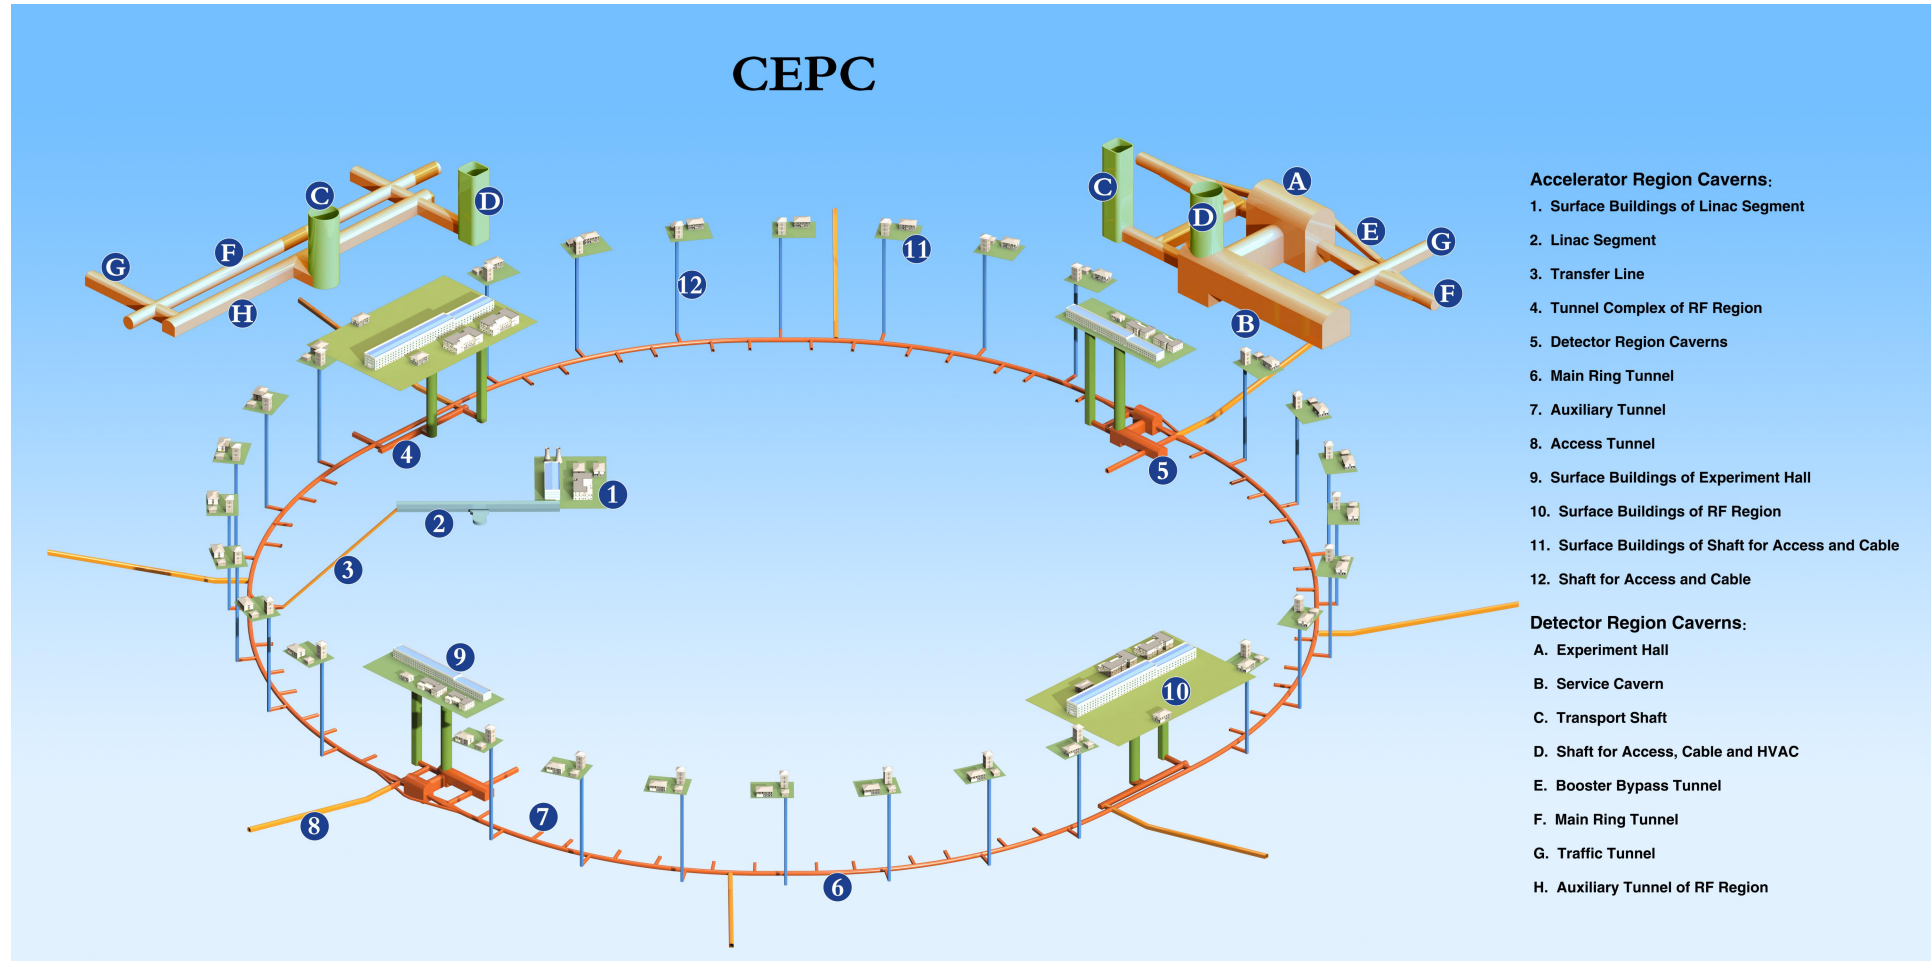 CEPC
C
D
G
F
H
C
D
A
E
G
F
B
12
11
4
5
1
2
3
9
10
7
8
6
Accelerator Region Caverns:
1. Surface Buildings of Linac Segment
2. Linac Segment
3. Transfer Line
4. Tunnel Complex of RF Region
5. Detector Region Caverns
6. Main Ring Tunnel
7. Auxiliary Tunnel
8. Access Tunnel
9. Surface Buildings of Experiment Hall
10. Surface Buildings of RF Region
11. Surface Buildings of Shaft for Access and Cable
12. Shaft for Access and Cable
Detector Region Caverns:
A. Experiment Hall
B. Service Cavern
C. Transport Shaft
D. Shaft for Access, Cable and HVAC
E. Booster Bypass Tunnel
F. Main Ring Tunnel
G. Traffic Tunnel
H. Auxiliary Tunnel of RF Region